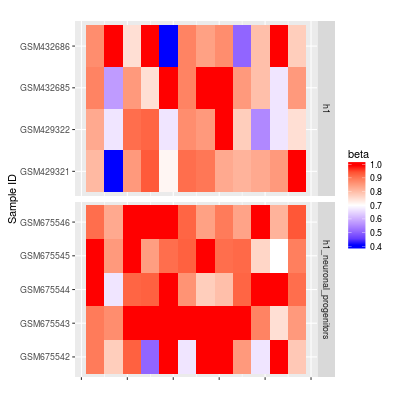 Sample ID
GSM432686
GSM432685
GSM429322
GSM429321
h1
GSM675546
GSM675545
GSM675544
GSM675543
GSM675542
h1_neuronal_progenitors
beta
1.0
0.9
0.8
0.7
0.6
0.5
0.4